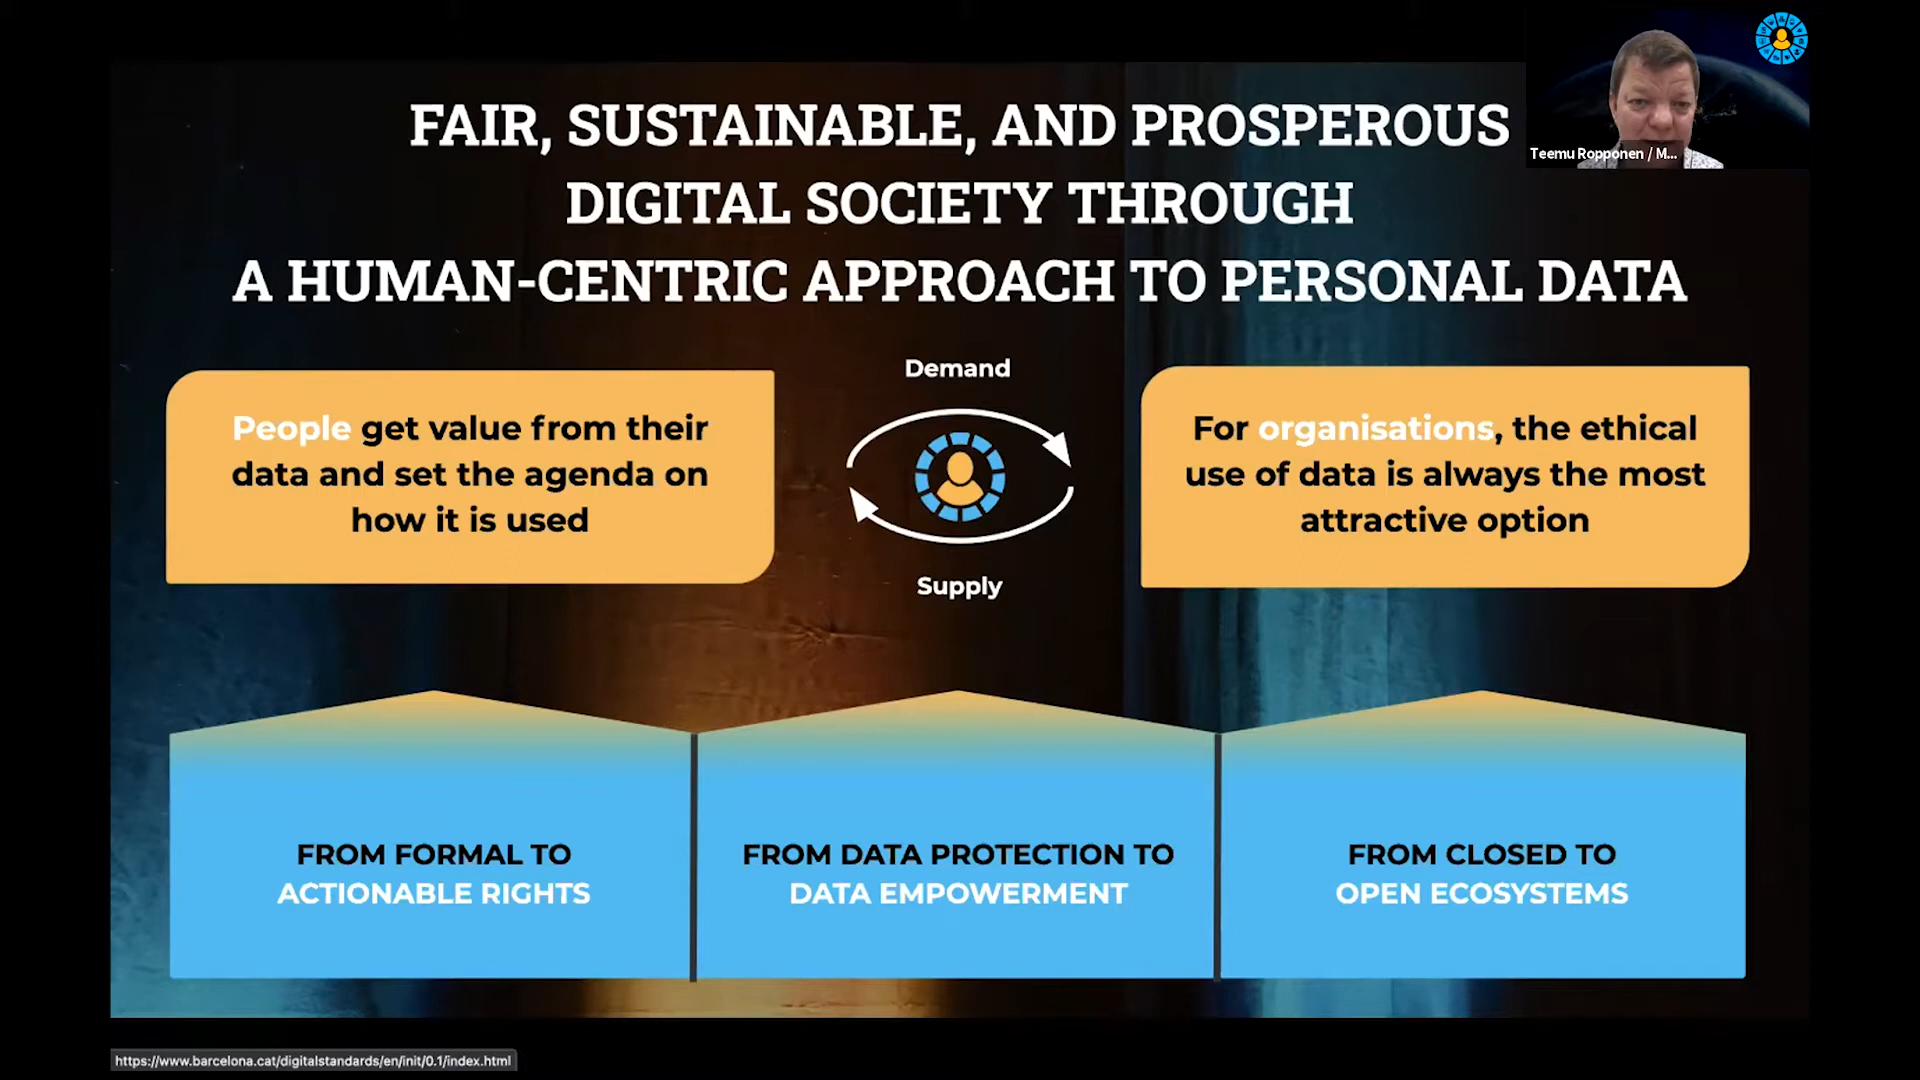 FAIR, SUSTAINABLE, AND PROSPEROUS
DIGITAL SOCIETY THROUGH
A HUMAN-CENTRIC APPROACH TO PERSONAL DATA
Teemu Ropponen / M...
People get value from their
data and set the agenda on
how it is used
Demand
Supply
For organisations, the ethical
use of data is always the most
attractive option
FROM FORMAL TO
ACTIONABLE RIGHTS
FROM DATA PROTECTION TO
DATA EMPOWERMENT
FROM CLOSED TO
OPEN ECOSYSTEMS
https://www.barcelona.cat/digitalstandards/en/init/0.1/index.html